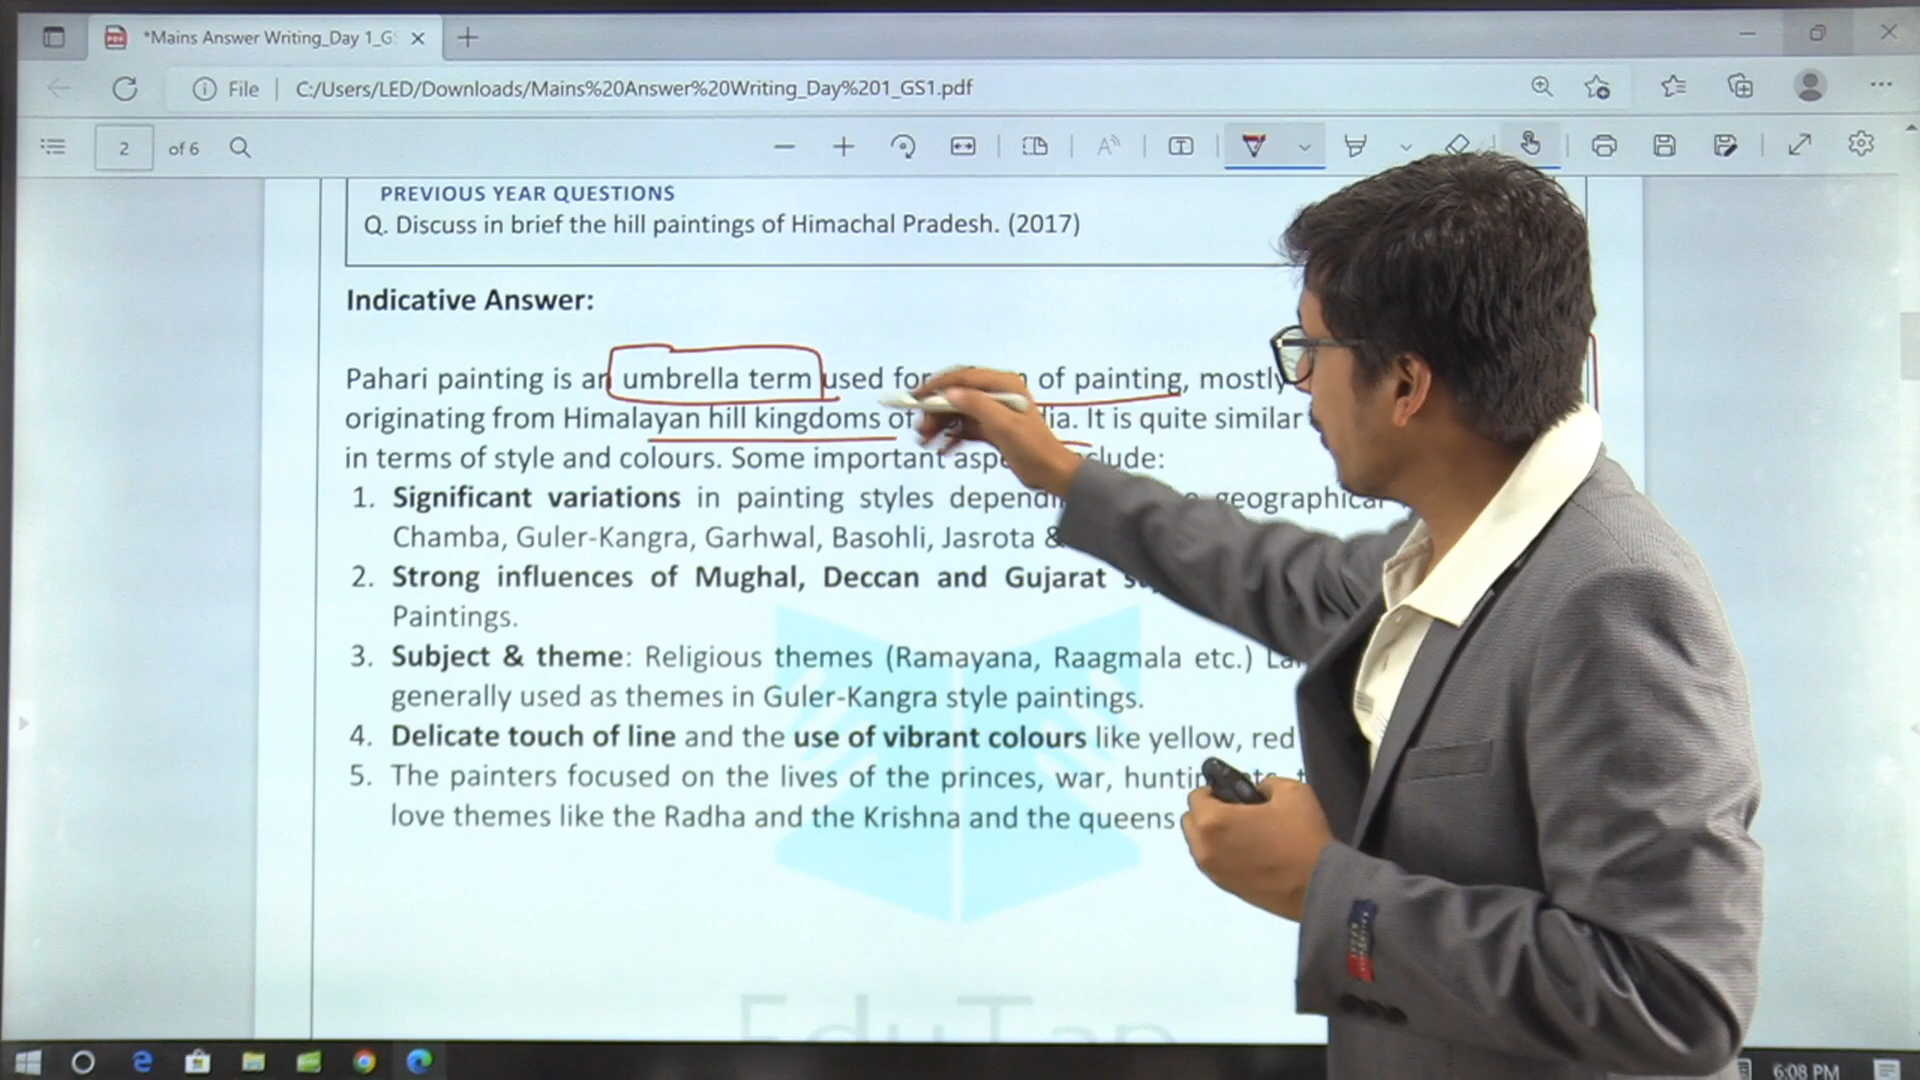 *Mains Answer Writing_Day 1_G
File
C:/Users/LED/Downloads/Mains%20Answer%20Writing_Day%201_GS1.pdf
2 of 6
PREVIOUS YEAR QUESTIONS
Q. Discuss in brief the hill paintings of Himachal Pradesh. (2017)
Indicative Answer:
Pahari painting is an umbrella term used for of painting, mostly
originating from Himalayan hill kingdoms of It is quite similar
in terms of style and colours. Some important include:
1. Significant variations in painting styles geographical
Chamba, Guler-Kangra, Garhwal, Basohli, Jasrota &
2. Strong influences of Mughal, Deccan and Gujarat
Paintings.
3. Subject & theme: Religious themes (Ramayana, Raagmala etc.)
generally used as themes in Guler-Kangra style paintings.
4. Delicate touch of line and the use of vibrant colours like yellow, red
5. The painters focused on the lives of the princes, war,
love themes like the Radha and the Krishna and the queens
EduTap
6:08 PM